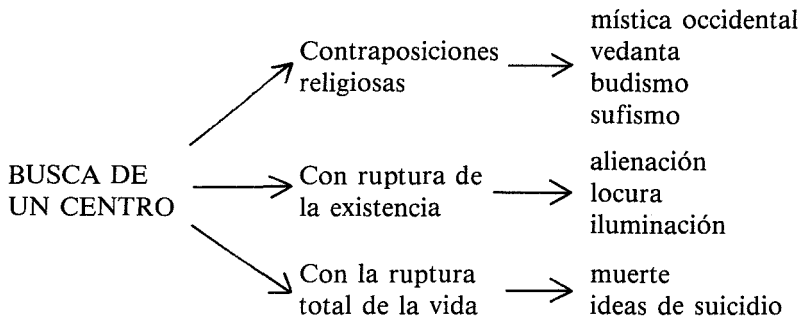 BUSCA DE
UN CENTRO
Contraposiciones
religiosas
mística occidental
vedanta
budismo
sufismo
Con ruptura de
la existencia
alienación
locura
iluminación
Con la ruptura
total de la vida
muerte
ideas de suicidio